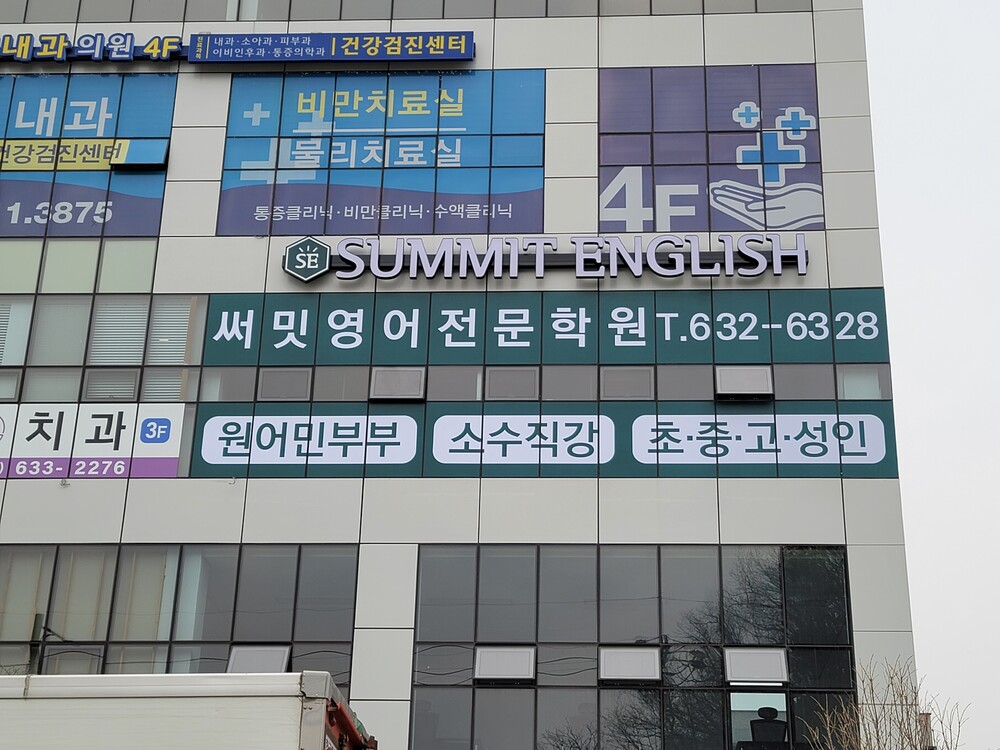 내과의원 4F
진료과목
내과·소아과·피부과
이비인후과·통증의학과
건강검진센터
내과
건강검진센터
1.3875
비만치료실
물리치료실
통증클리닉·비만클리닉·수액클리닉
4F
SE
SUMMIT ENGLISH
써밋영어전문학원 T.632-6328
치과 3F
633-2276
원어민부부
소수직강
초·중·고·성인